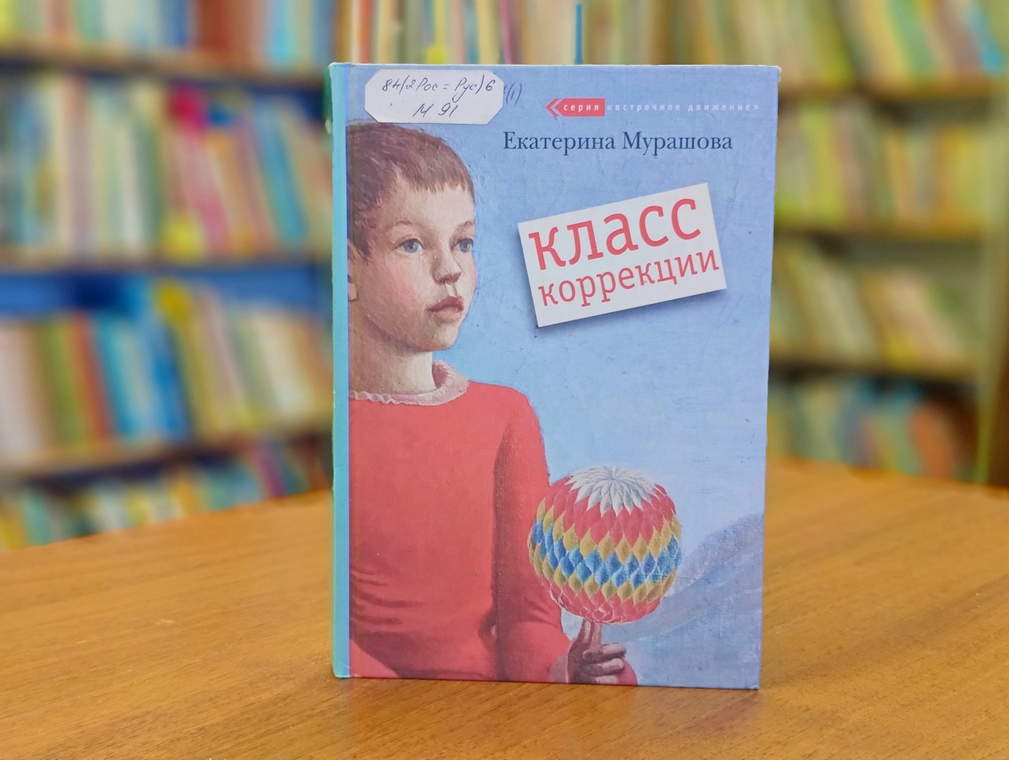 84(2Рос=Рус)6
М 91
серия «встречное движение»
Екатерина Мурашова
класс
коррекции